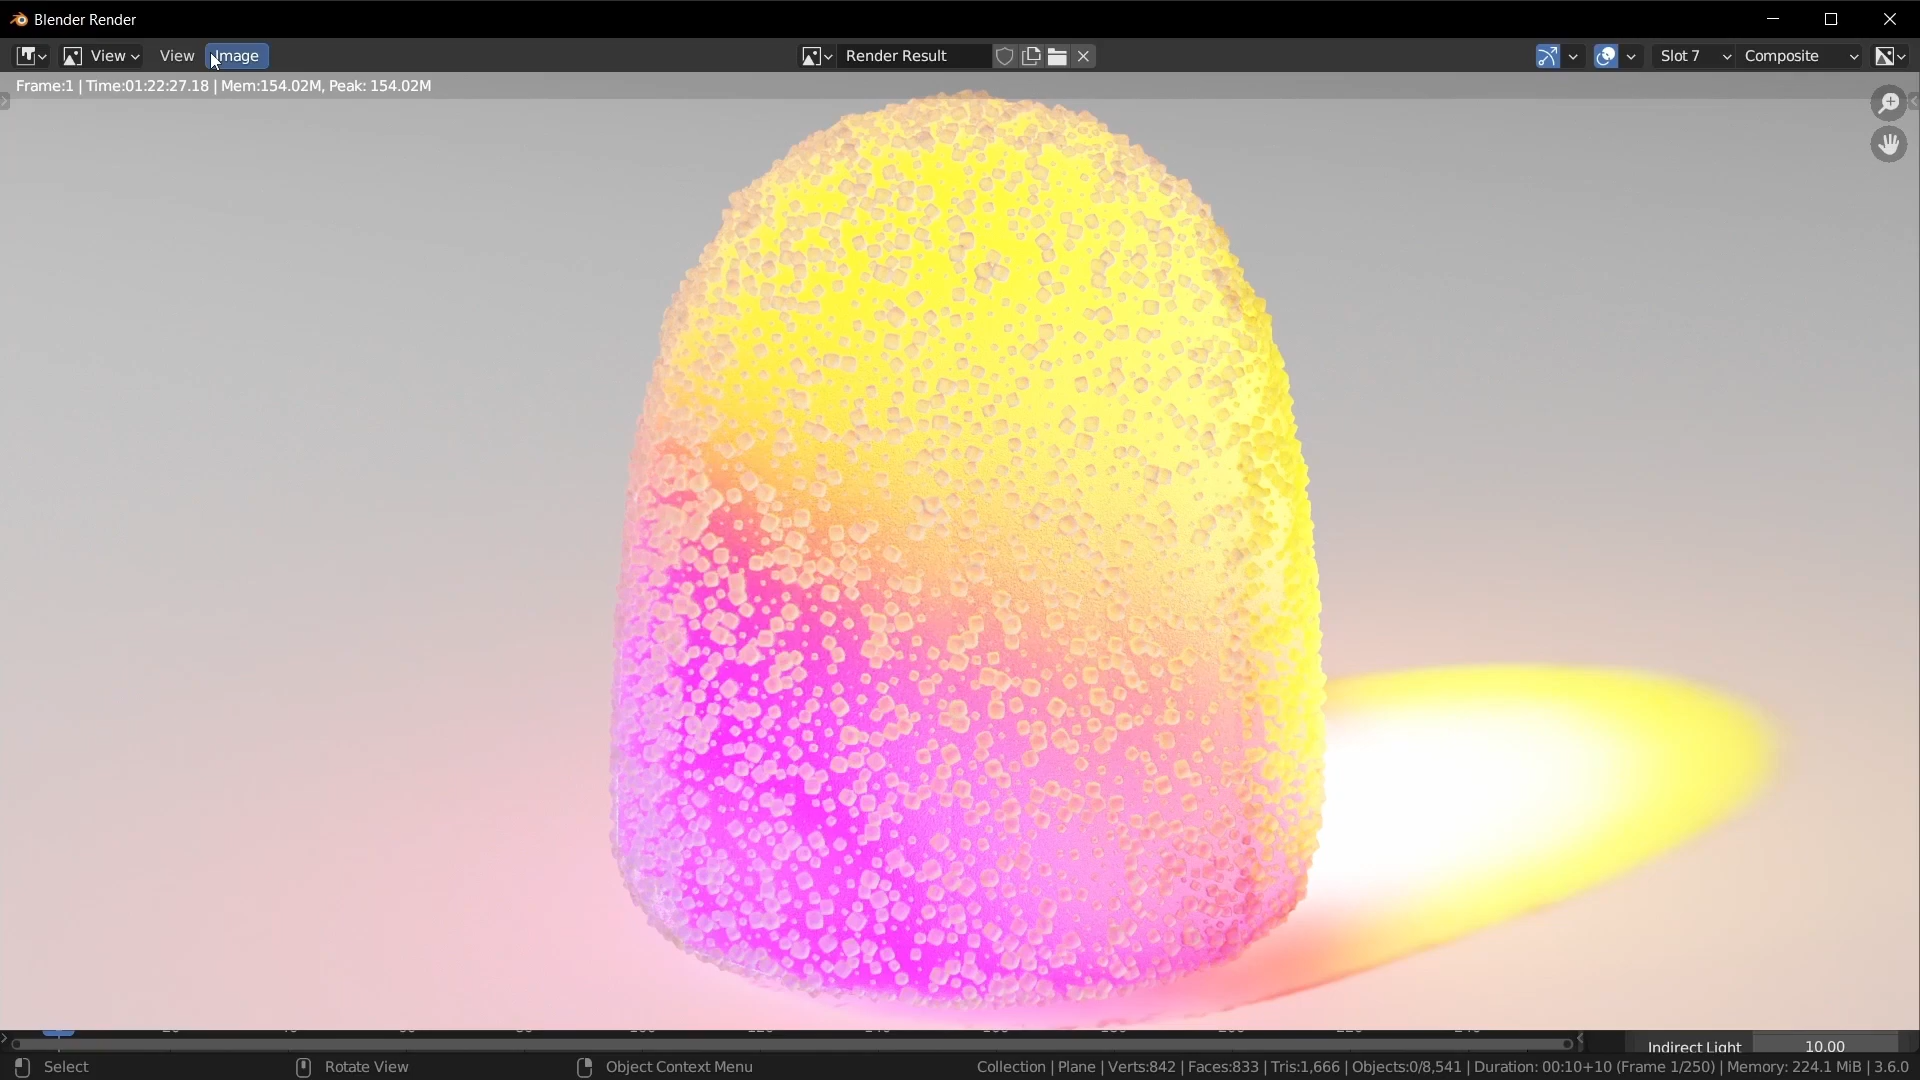 Blender Render
View View Image Render Result Slot 7 Composite
Frame:1 | Time:01:22:27.18 | Mem:154.02M, Peak: 154.02M
Indirect Light 10.00
Select Rotate View Object Context Menu Collection | Plane | Verts:842 | Faces:833 | Tris:1,666 | Objects:0/8,541 | Duration: 00:10+10 (Frame 1/250) | Memory: 224.1 MiB | 3.6.0